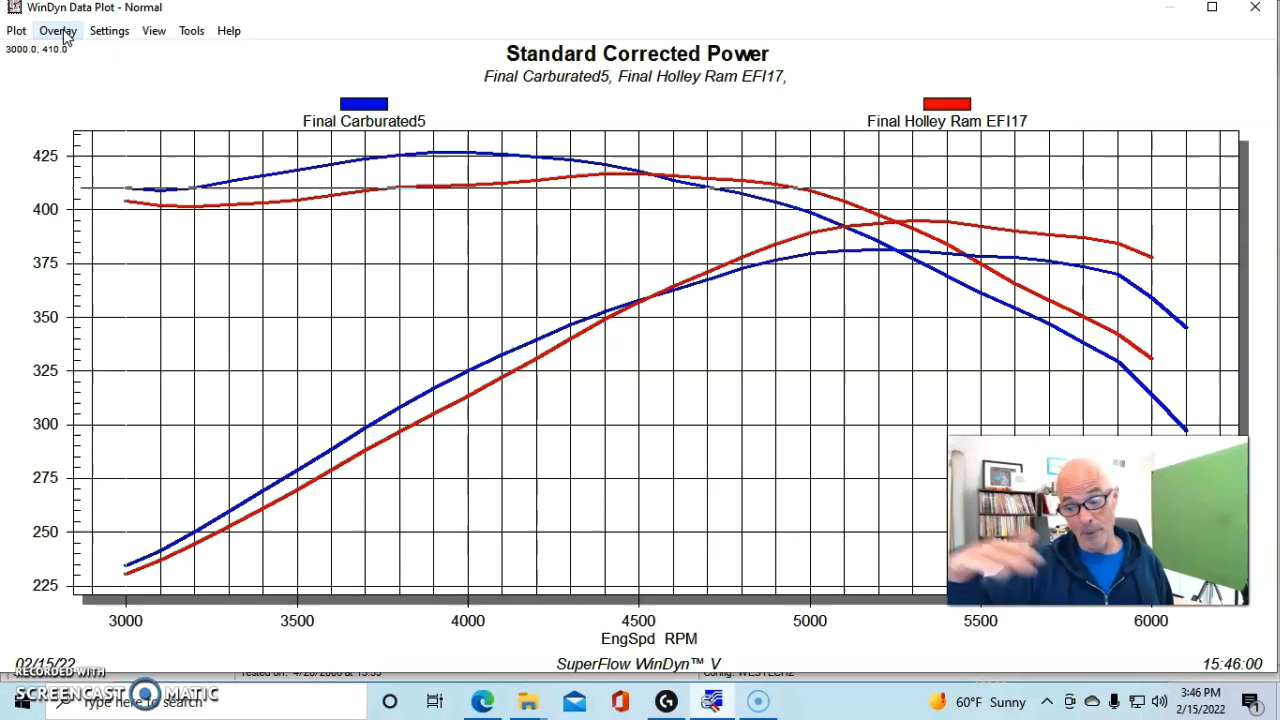 WinDyn Data Plot - Normal
Plot Overlay Settings View Tools Help
3000.0, 410.0
Standard Corrected Power
Final Carburated5, Final Holley Ram EFI17,
Final Carburated5 Final Holley Ram EFI17
425
400
375
350
325
300
275
250
225
3000 3500 4000 4500 5000 5500 6000
EngSpd RPM
02/15/22 SuperFlow WinDyn™ V 15:46:00
RECORDED WITH
SCREENCAST MATIC
Type here to search
60°F Sunny
3:46 PM
2/15/2022
1